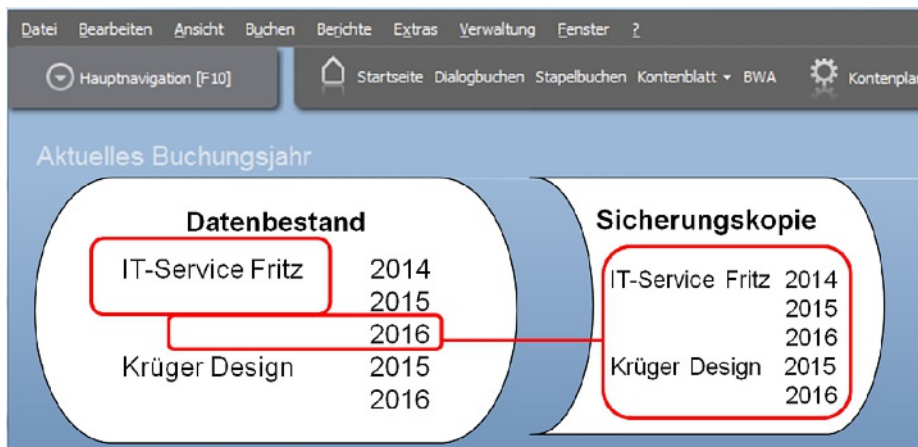 Datei Bearbeiten Ansicht Buchen Berichte Extras Verwaltung Fenster ?
Hauptnavigation [F10] Startseite Dialogbuchen Stapelbuchen Kontenblatt BWA Kontenplan
Aktuelles Buchungsjahr
Datenbestand
IT-Service Fritz 2014
2015
2016
Krüger Design 2015
2016
Sicherungskopie
IT-Service Fritz 2014
2015
2016
Krüger Design 2015
2016